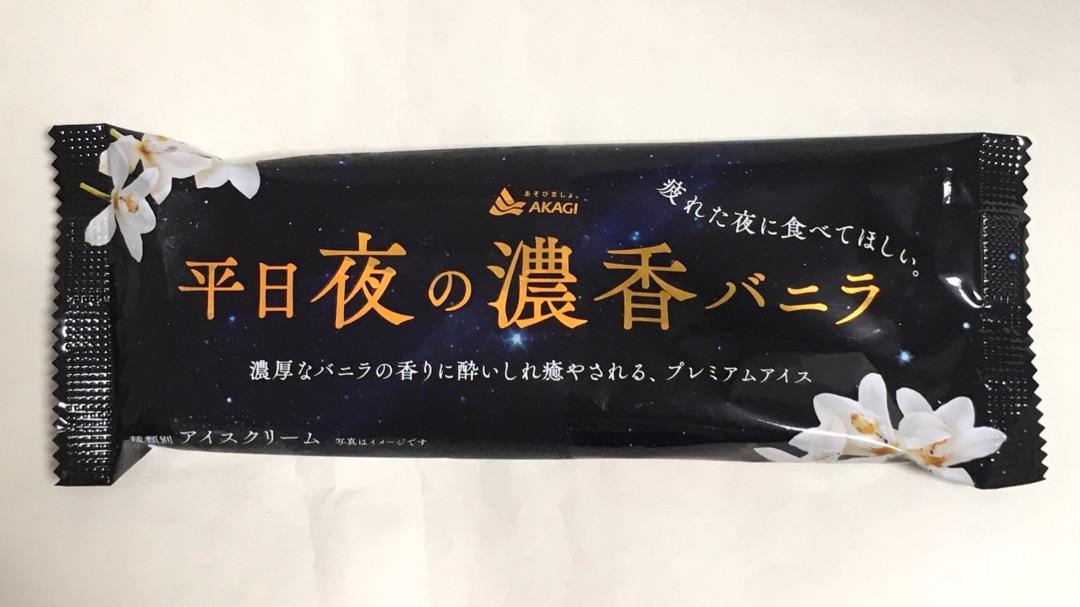 あそびましょ。
AKAGI
疲れた夜に食べてほしい。
平日夜の濃香バニラ
濃厚なバニラの香りに酔いしれ癒やされる、プレミアムアイス
種類別 アイスクリーム 写真はイメージです